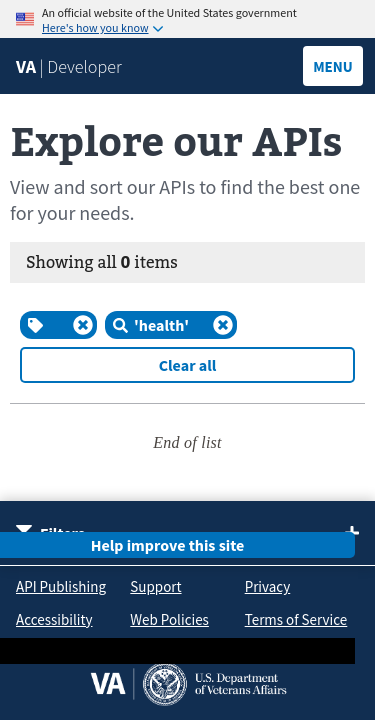 An official website of the United States government
Here's how you know
VA | Developer
MENU
Explore our APIs
View and sort our APIs to find the best one
for your needs.
Showing all 0 items
'health'
Clear all
End of list
Filters
Help improve this site
API Publishing Support Privacy
Accessibility Web Policies Terms of Service
VA
U.S. Department
of Veterans Affairs